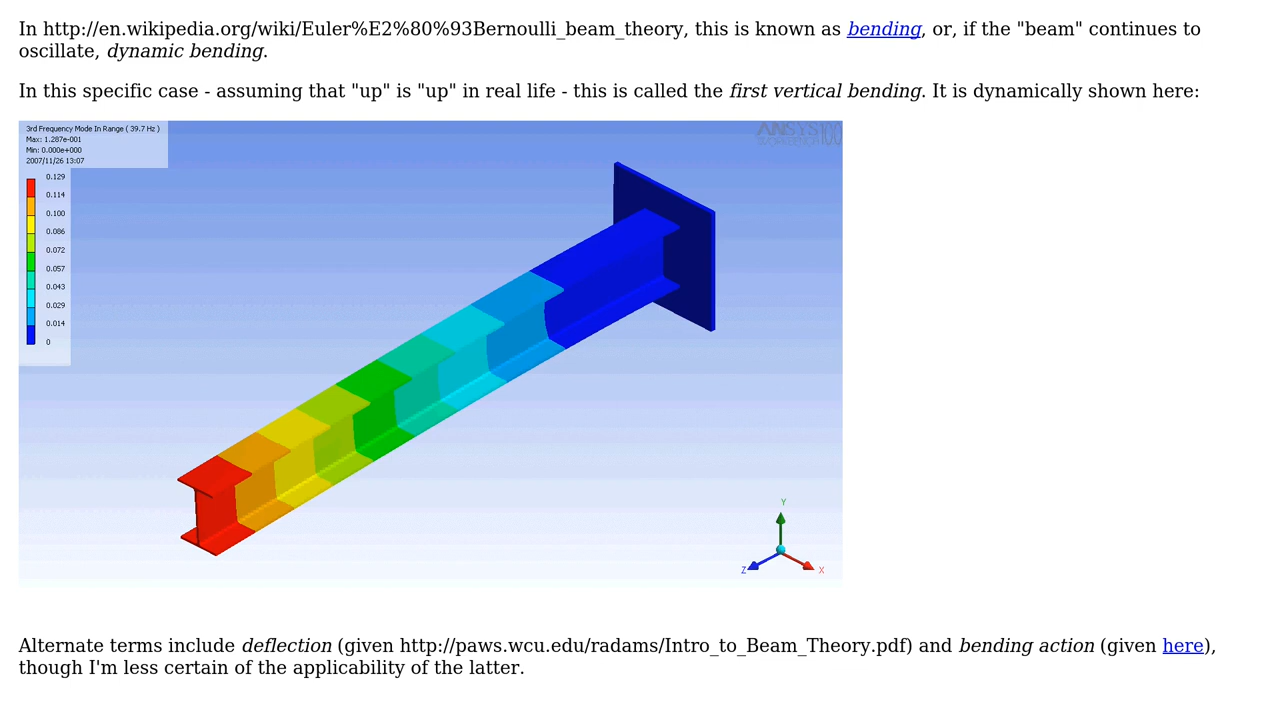 In http://en.wikipedia.org/wiki/Euler%E2%80%93Bernoulli_beam_theory, this is known as bending, or, if the "beam" continues to
oscillate, dynamic bending.
In this specific case - assuming that "up" is "up" in real life - this is called the first vertical bending. It is dynamically shown here:
3rd Frequency Mode In Range ( 39.7 Hz )
Max: 1.287e-001
Min: 0.000e+000
2007/11/26 13:07
0.129
0.114
0.100
0.086
0.072
0.057
0.043
0.029
0.014
0
ANSYS
WORKBENCH 100
Y
Z
X
Alternate terms include deflection (given http://paws.wcu.edu/radams/Intro_to_Beam_Theory.pdf) and bending action (given here),
though I'm less certain of the applicability of the latter.